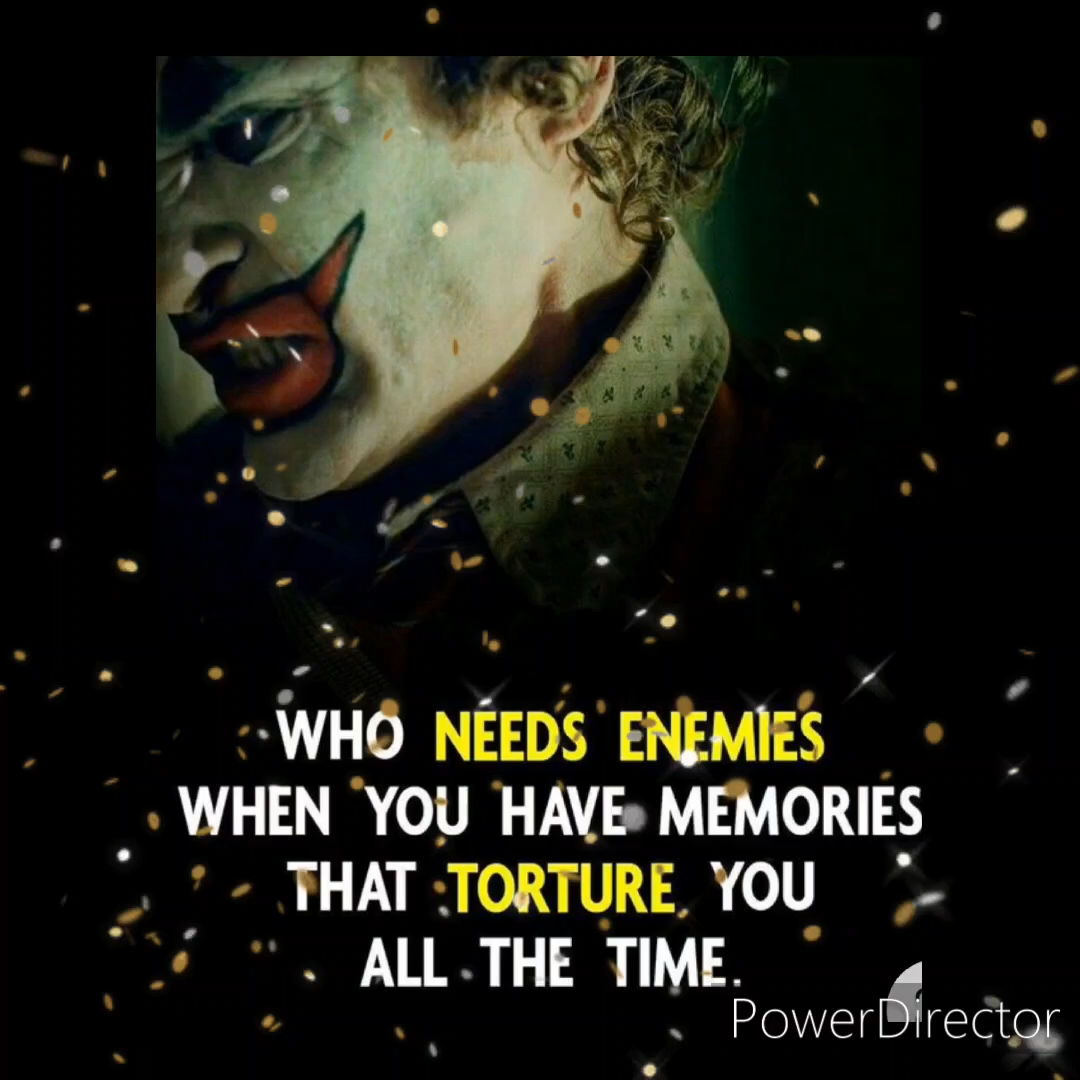 WHO NEEDS ENEMIES
WHEN YOU HAVE MEMORIES
THAT TORTURE YOU
ALL THE TIME.
PowerDirector